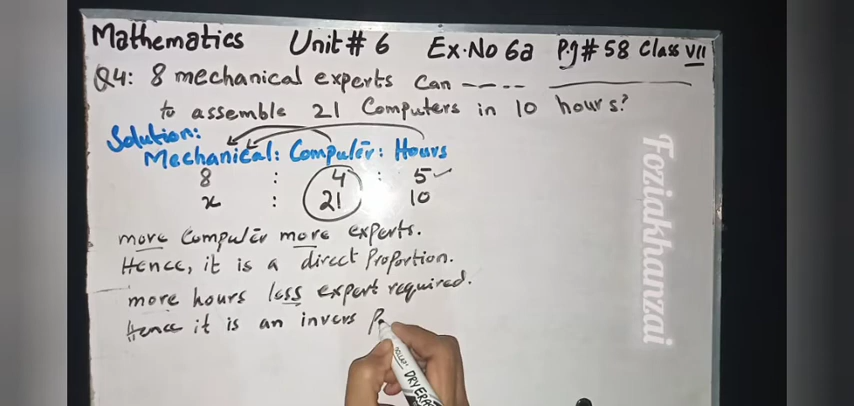 Mathematics Unit # 6 Ex.No 6a Pg # 58 Class VII
Q4: 8 mechanical experts can ----
to assemble 21 Computers in 10 hours?
Solution:
Mechanical: Computer: Hours
8 : 4 : 5
x : 21 10
more Computer more experts.
Hence, it is a direct Proportion.
more hours less expert required.
Hence it is an invers
Foziakhanzai
DRY ERA